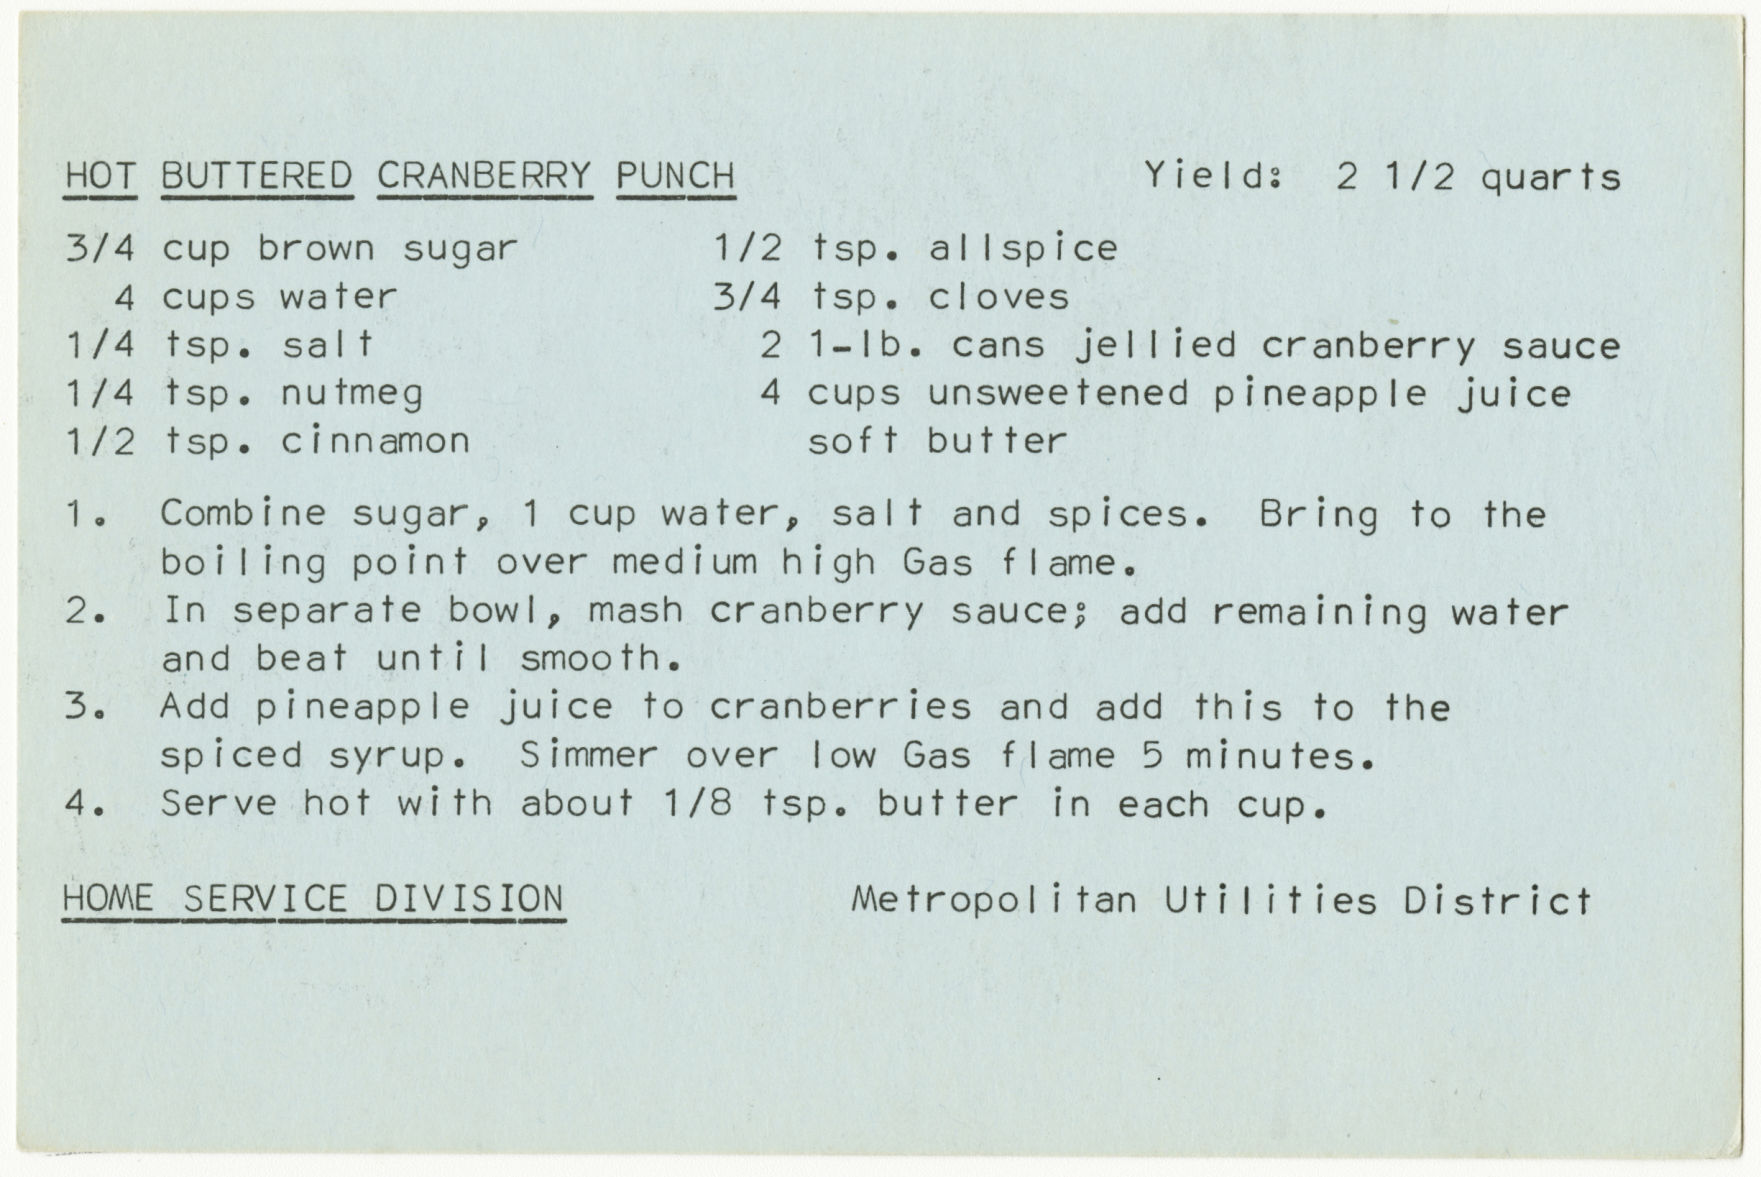 HOT BUTTERED CRANBERRY PUNCH Yield: 2 1/2 quarts
3/4 cup brown sugar 1/2 tsp. allspice
4 cups water 3/4 tsp. cloves
1/4 tsp. salt 2 1-lb. cans jellied cranberry sauce
1/4 tsp. nutmeg 4 cups unsweetened pineapple juice
1/2 tsp. cinnamon soft butter
1. Combine sugar, 1 cup water, salt and spices. Bring to the
boiling point over medium high Gas flame.
2. In separate bowl, mash cranberry sauce; add remaining water
and beat until smooth.
3. Add pineapple juice to cranberries and add this to the
spiced syrup. Simmer over low Gas flame 5 minutes.
4. Serve hot with about 1/8 tsp. butter in each cup.
HOME SERVICE DIVISION Metropolitan Utilities District